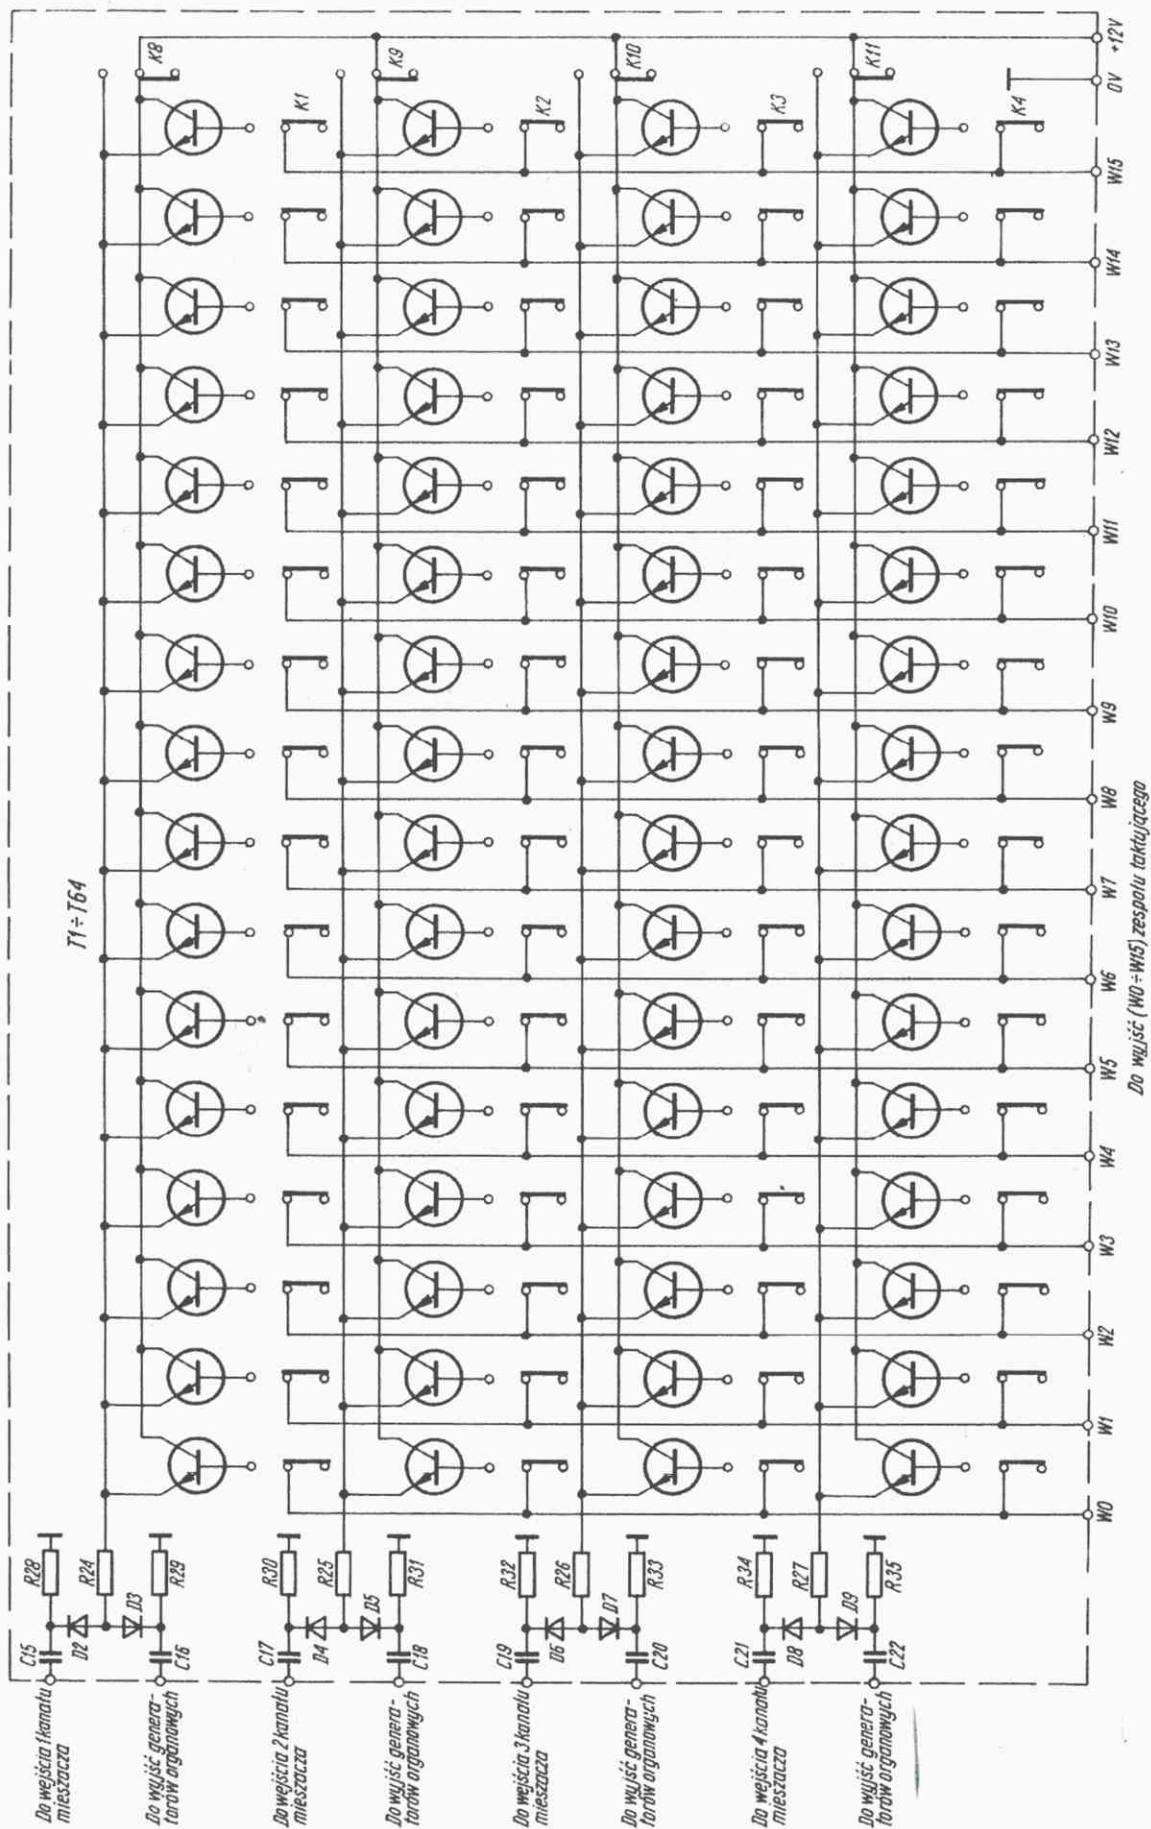 Do wejścia 1 kanału
mieszacza
Do wyjść genera-
torów organowych
Do wejścia 2 kanału
mieszacza
Do wyjść genera-
torów organowych
Do wejścia 3 kanału
mieszacza
Do wyjść genera-
torów organowych
Do wejścia 4 kanału
mieszacza
Do wyjść genera-
torów organowych
C15
R28
D2
R24
D3
C16
R29
C17
R30
D4
R25
D5
C18
R31
C19
R32
D6
R26
D7
C20
R33
C21
R34
D8
R27
D9
C22
R35
T1÷T64
K8
K1
K9
K2
K10
K3
K11
K4
W0
W1
W2
W3
W4
W5
W6
W7
W8
W9
W10
W11
W12
W13
W14
W15
0V
+12V
Do wyjść (W0÷W15) zespołu taktującego